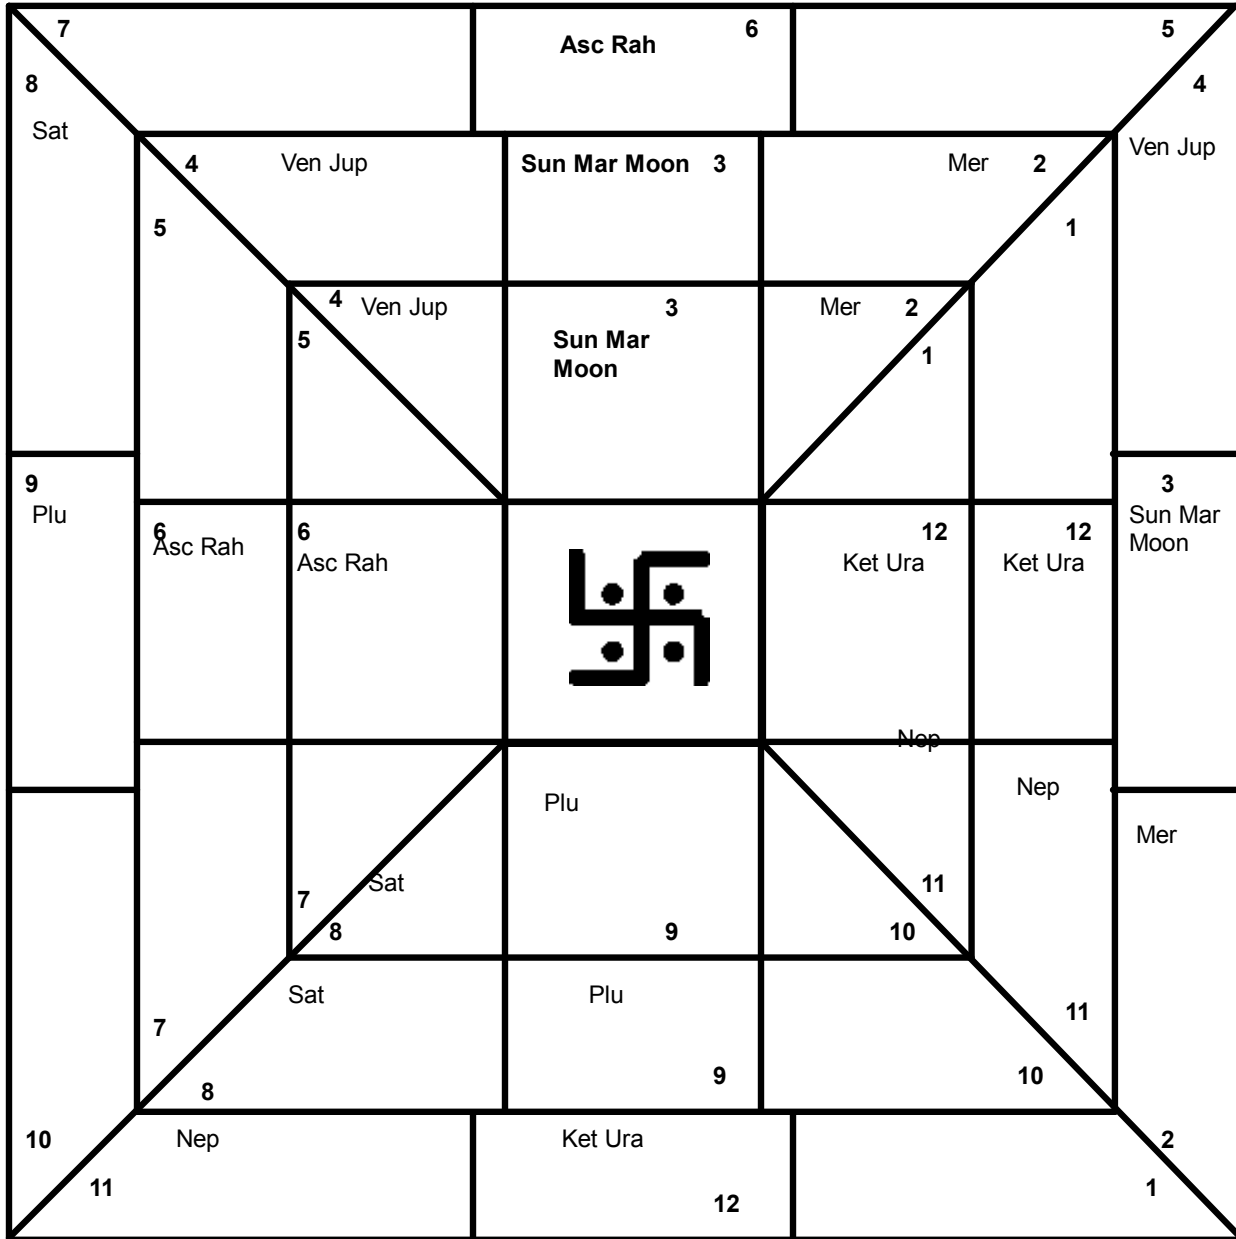 7 Asc Rah 6 5
8 4
Sat Ven Jup
4 Ven Jup Sun Mar Moon 3 Mer 2
5 1
4 Ven Jup 3 Mer 2
5 Sun Mar 1
Moon
9 3
Plu Sun Mar
Moon
6 6 12 12
Asc Rah Asc Rah Ket Ura Ket Ura
Nep
Plu Nep
Mer
7 Sat 11
8 9 10
Sat Plu
7 11
8 9 10
10 Nep Ket Ura 2
11 12 1